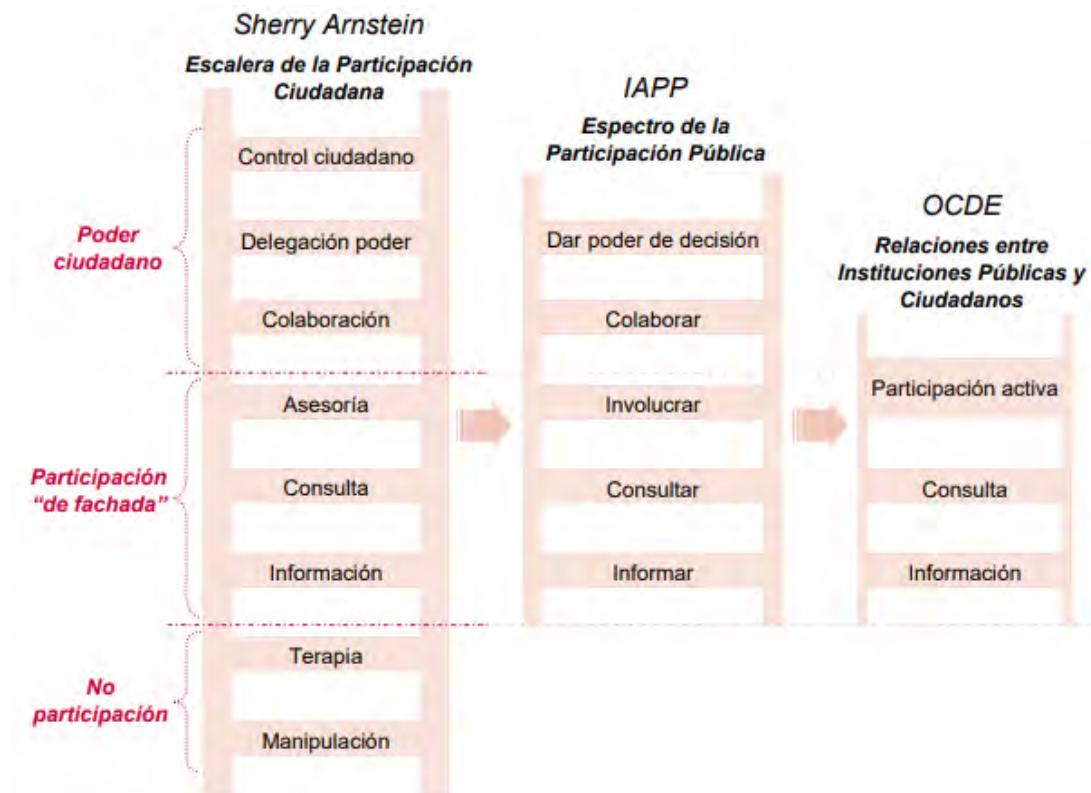 Sherry Arnstein
Escalera de la Participación
Ciudadana
Control ciudadano
Delegación poder
Colaboración
Asesoría
Consulta
Información
Terapia
Manipulación
Poder
ciudadano
Participación
“de fachada”
No
participación
IAPP
Espectro de la
Participación Pública
Dar poder de decisión
Colaborar
Involucrar
Consultar
Informar
OCDE
Relaciones entre
Instituciones Públicas y
Ciudadanos
Participación activa
Consulta
Información